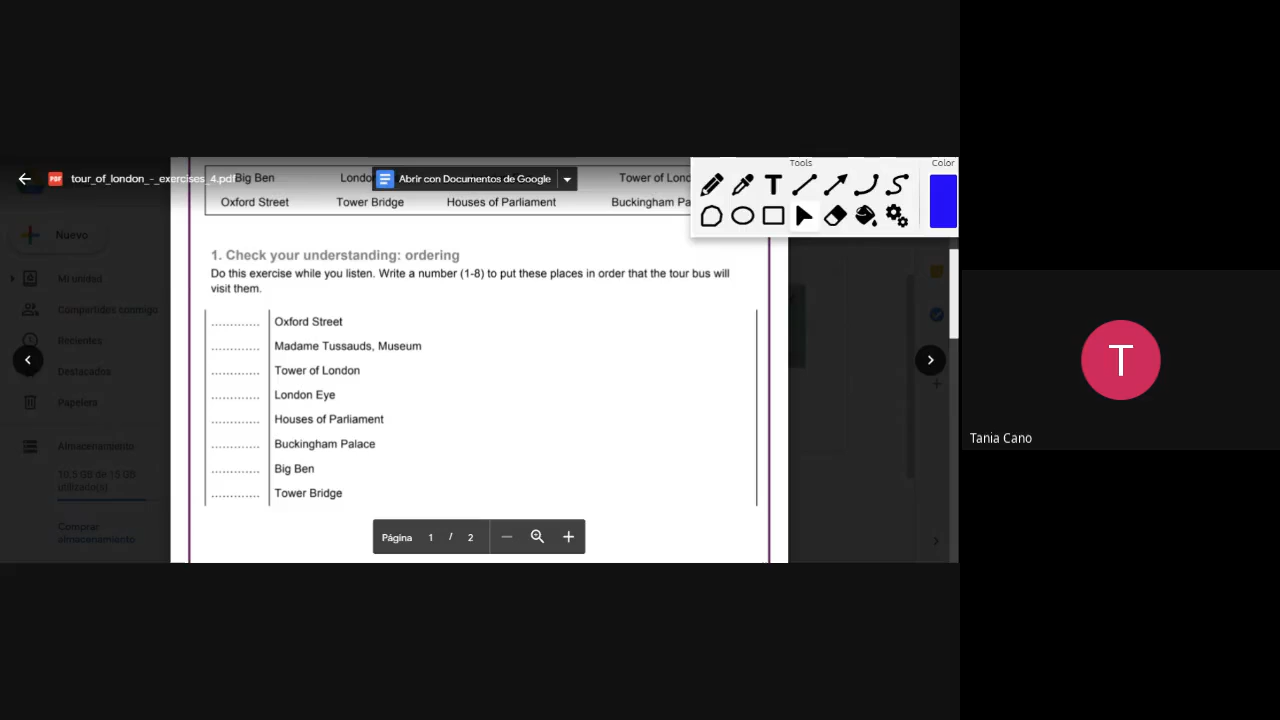 Tools
Color
tour_of_london_-_exercises_4.pdf
Abrir con Documentos de Google
Big Ben
Tower of Lond
Oxford Street Tower Bridge Houses of Parliament Buckingham Pa
1. Check your understanding: ordering
Do this exercise while you listen. Write a number (1-8) to put these places in order that the tour bus will
visit them.
............. Oxford Street
............. Madame Tussauds, Museum
............. Tower of London
............. London Eye
............. Houses of Parliament
............. Buckingham Palace
............. Big Ben
............. Tower Bridge
Nuevo
Mi unidad
Compartidos conmigo
Recientes
Destacados
Papelera
Almacenamiento
10.5 GB de 15 GB
utilizado(s)
Comprar
almacenamiento
Página 1 / 2
T
Tania Cano